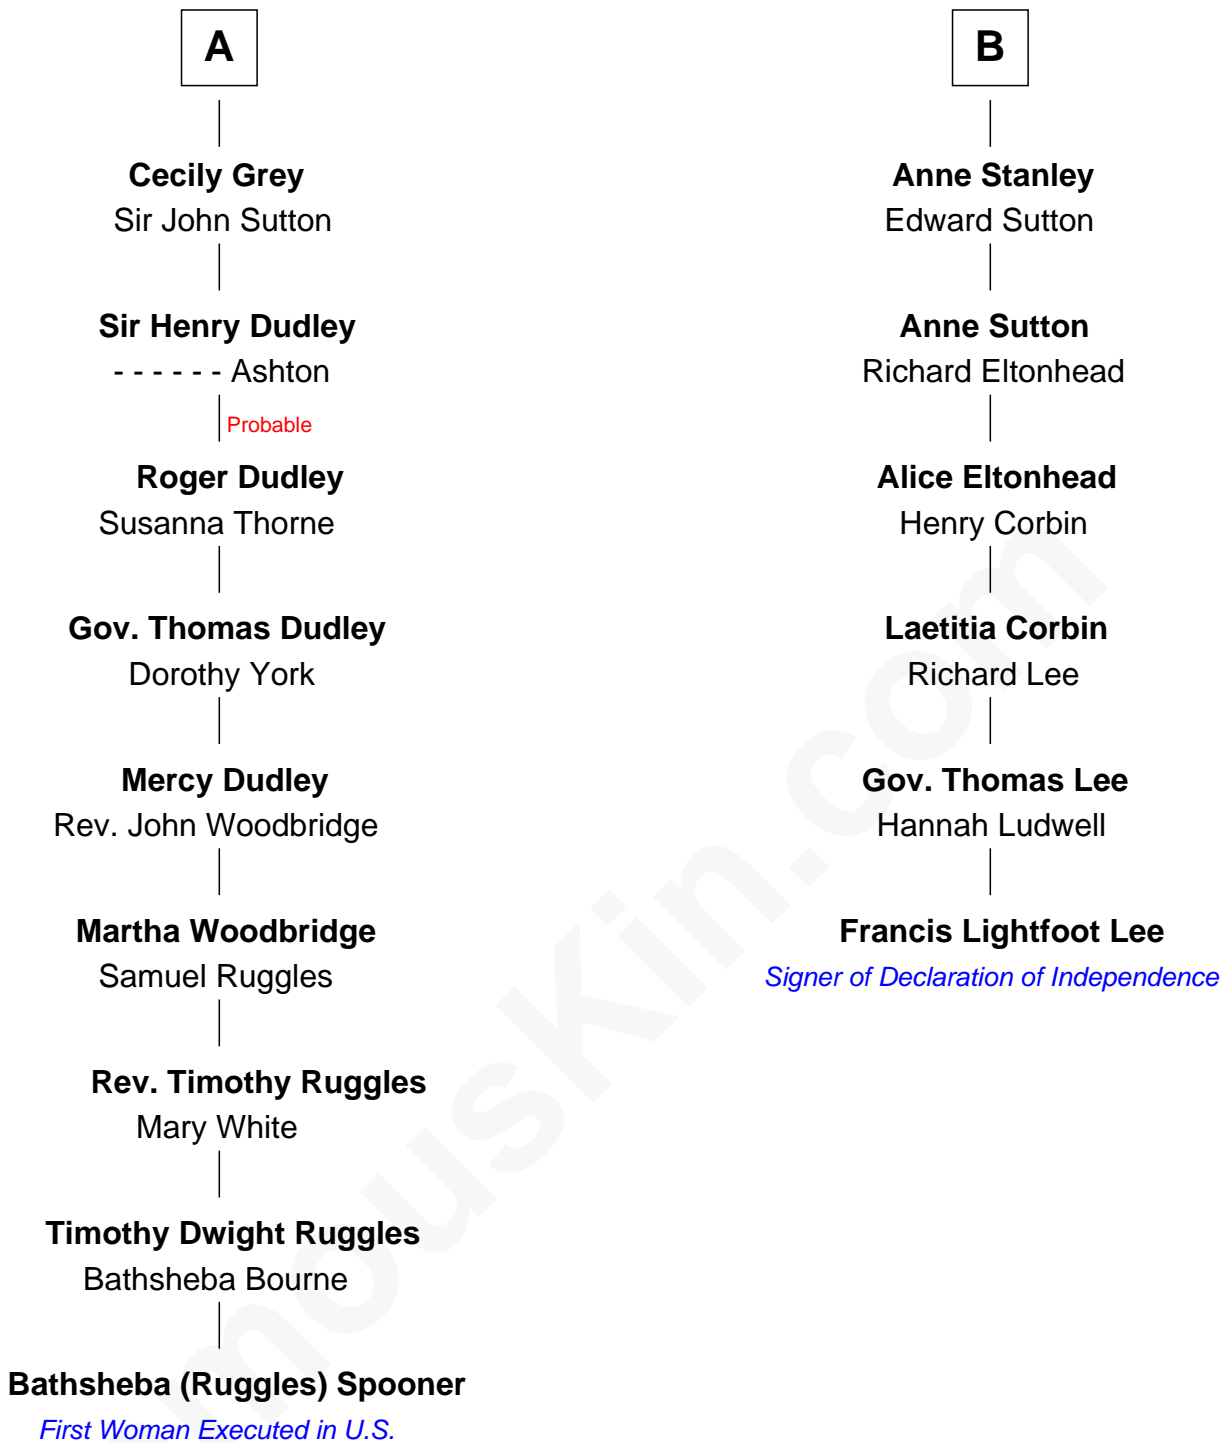 A
Cecily Grey
Sir John Sutton
Sir Henry Dudley
- - - - - - Ashton
Probable
Roger Dudley
Susanna Thorne
Gov. Thomas Dudley
Dorothy York
Mercy Dudley
Rev. John Woodbridge
Martha Woodbridge
Samuel Ruggles
Rev. Timothy Ruggles
Mary White
Timothy Dwight Ruggles
Bathsheba Bourne
Bathsheba (Ruggles) Spooner
First Woman Executed in U.S.
B
Anne Stanley
Edward Sutton
Anne Sutton
Richard Eltonhead
Alice Eltonhead
Henry Corbin
Laetitia Corbin
Richard Lee
Gov. Thomas Lee
Hannah Ludwell
Francis Lightfoot Lee
Signer of Declaration of Independence
mousKin.com